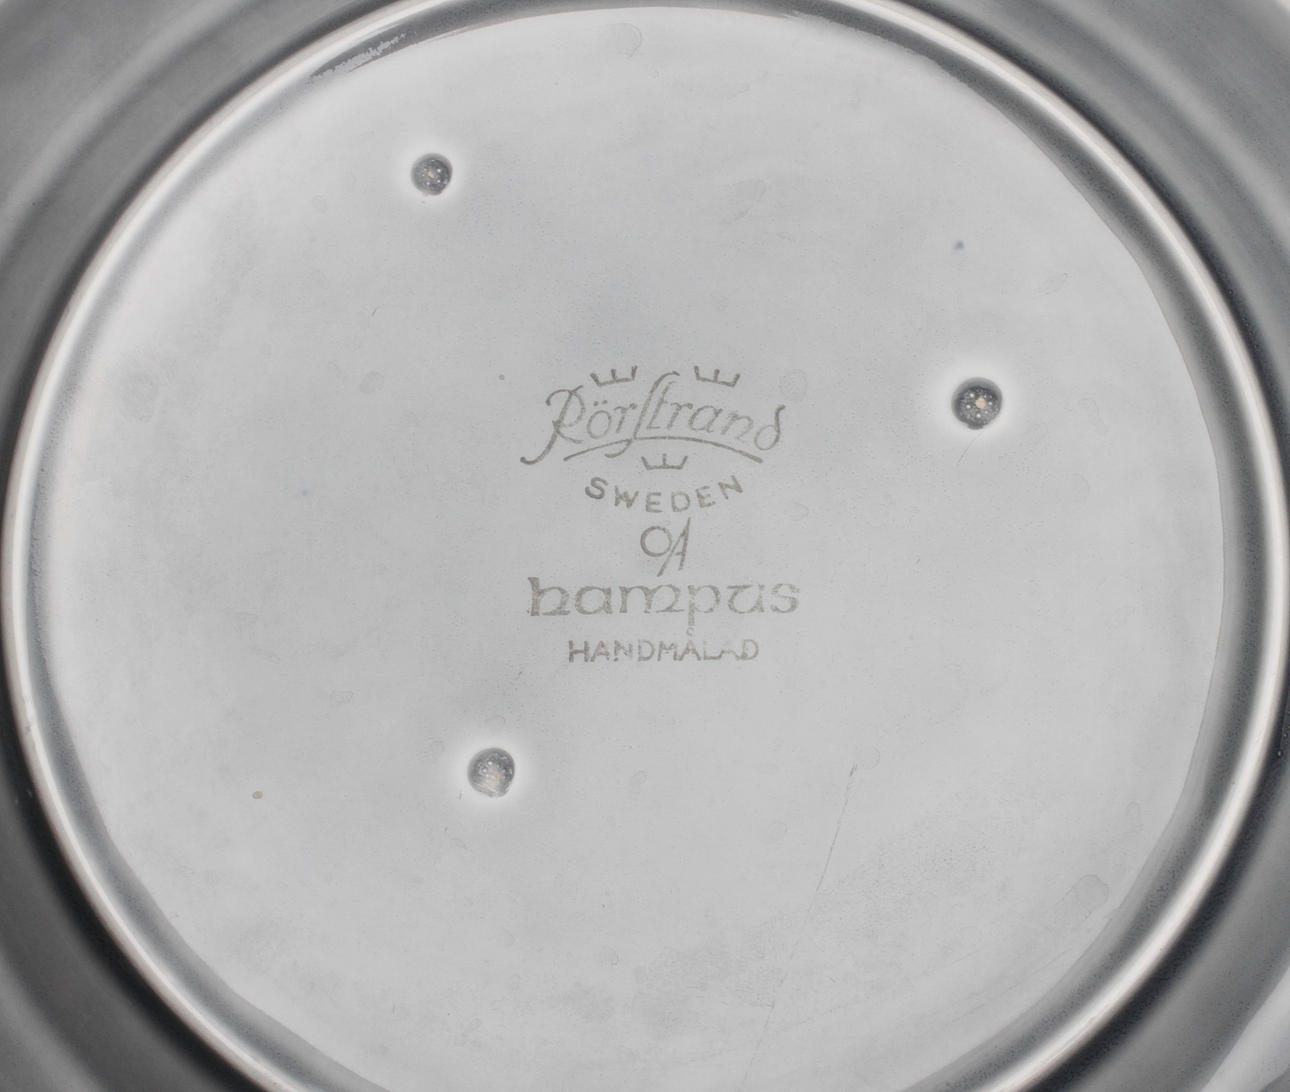 Rörstrand
SWEDEN
OA
hampus
HANDMÅLAD